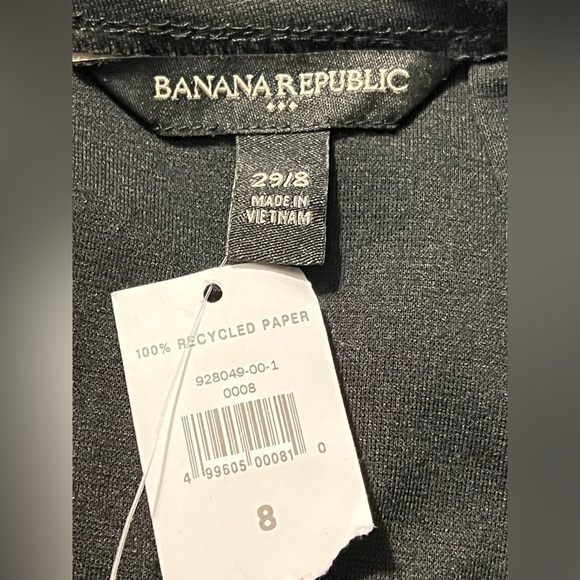 BANANA REPUBLIC
29/8
MADE IN
VIETNAM
100% RECYCLED PAPER
928049-00-1
0008
4 99605 00081 0
8